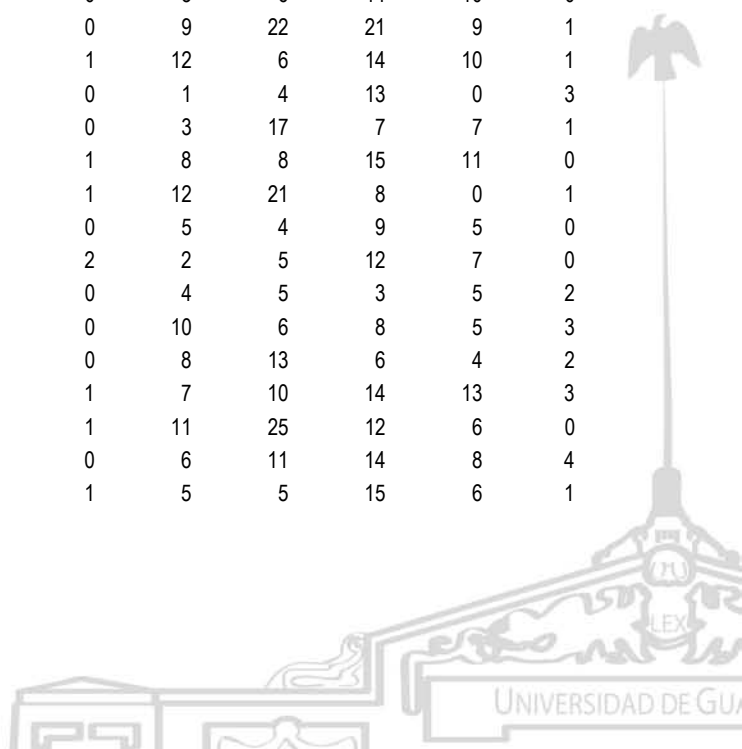 0 9 22 21 9 1
1 12 6 14 10 1
0 1 4 13 0 3
0 3 17 7 7 1
1 8 8 15 11 0
1 12 21 8 0 1
0 5 4 9 5 0
2 2 5 12 7 0
0 4 5 3 5 2
0 10 6 8 5 3
0 8 13 6 4 2
1 7 10 14 13 3
1 11 25 12 6 0
0 6 11 14 8 4
1 5 5 15 6 1
LEX
UNIVERSIDAD DE GUA